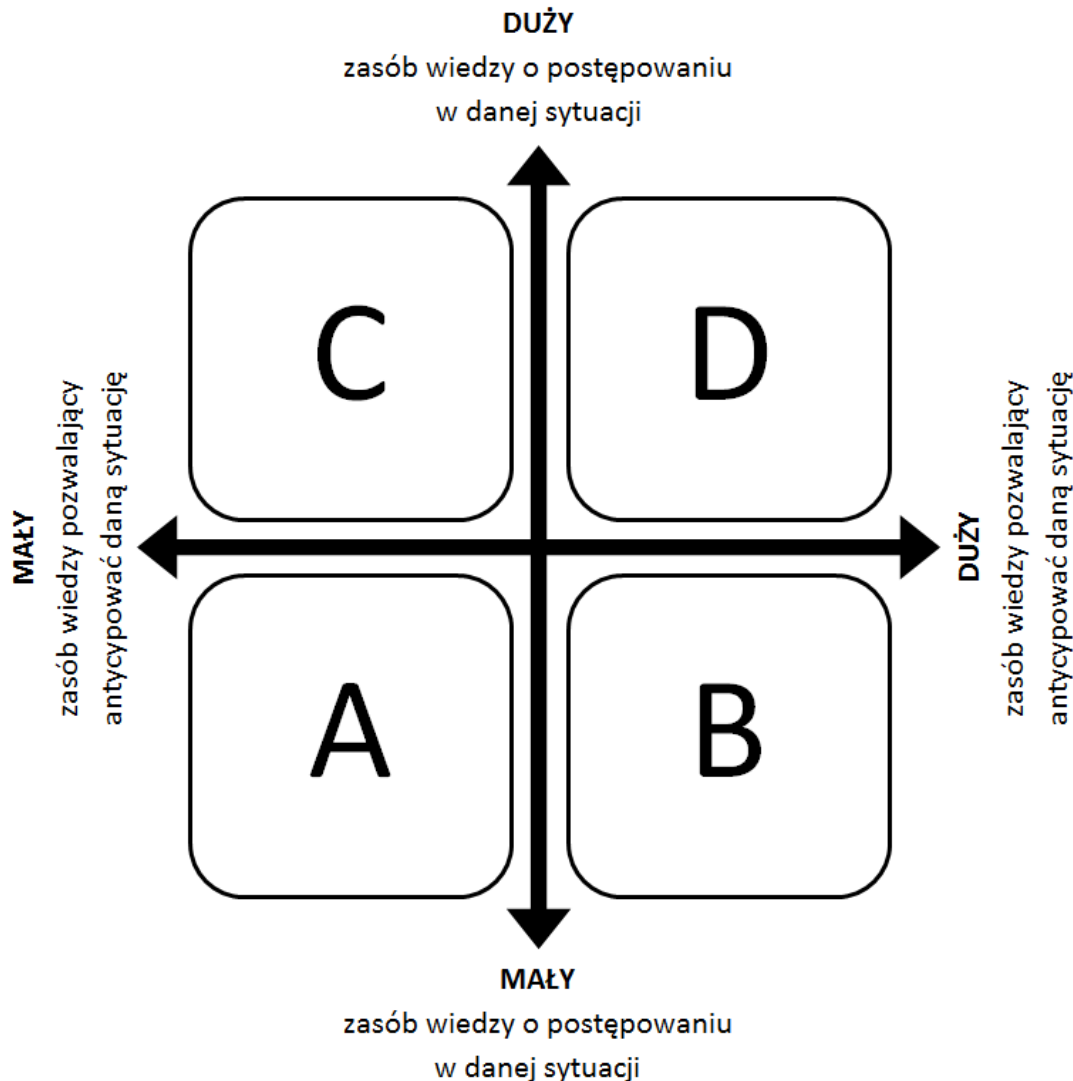 DUŻY
zasób wiedzy o postępowaniu
w danej sytuacji
C
D
MAŁY
zasób wiedzy pozwalający
antycypować daną sytuację
DUŻY
zasób wiedzy pozwalający
antycypować daną sytuację
A
B
MAŁY
zasób wiedzy o postępowaniu
w danej sytuacji